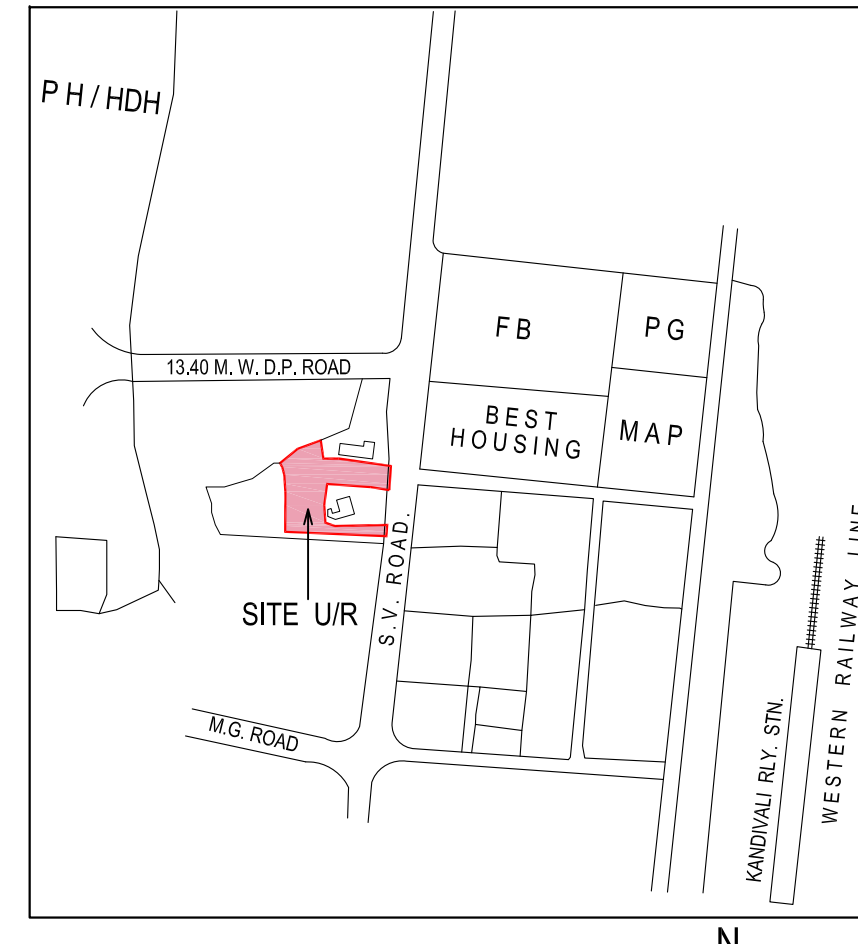 P H / HDH
FB
PG
13.40 M. W. D.P. ROAD
BEST
HOUSING
MAP
S.V. ROAD.
SITE U/R
M.G. ROAD
KANDIVALI RLY. STN.
WESTERN RAILWAY LINE
N